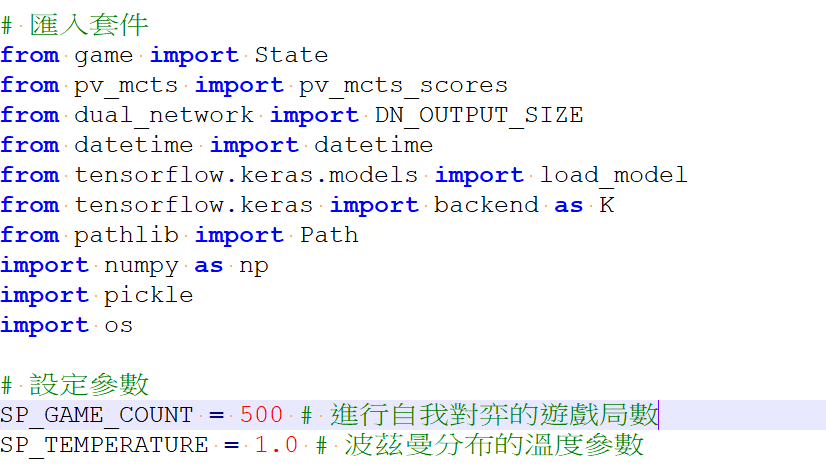 # 匯入套件
from game import State
from pv_mcts import pv_mcts_scores
from dual_network import DN_OUTPUT_SIZE
from datetime import datetime
from tensorflow.keras.models import load_model
from tensorflow.keras import backend as K
from pathlib import Path
import numpy as np
import pickle
import os
# 設定參數
SP_GAME_COUNT = 500 # 進行自我對弈的遊戲局數
SP_TEMPERATURE = 1.0 # 波茲曼分布的溫度參數